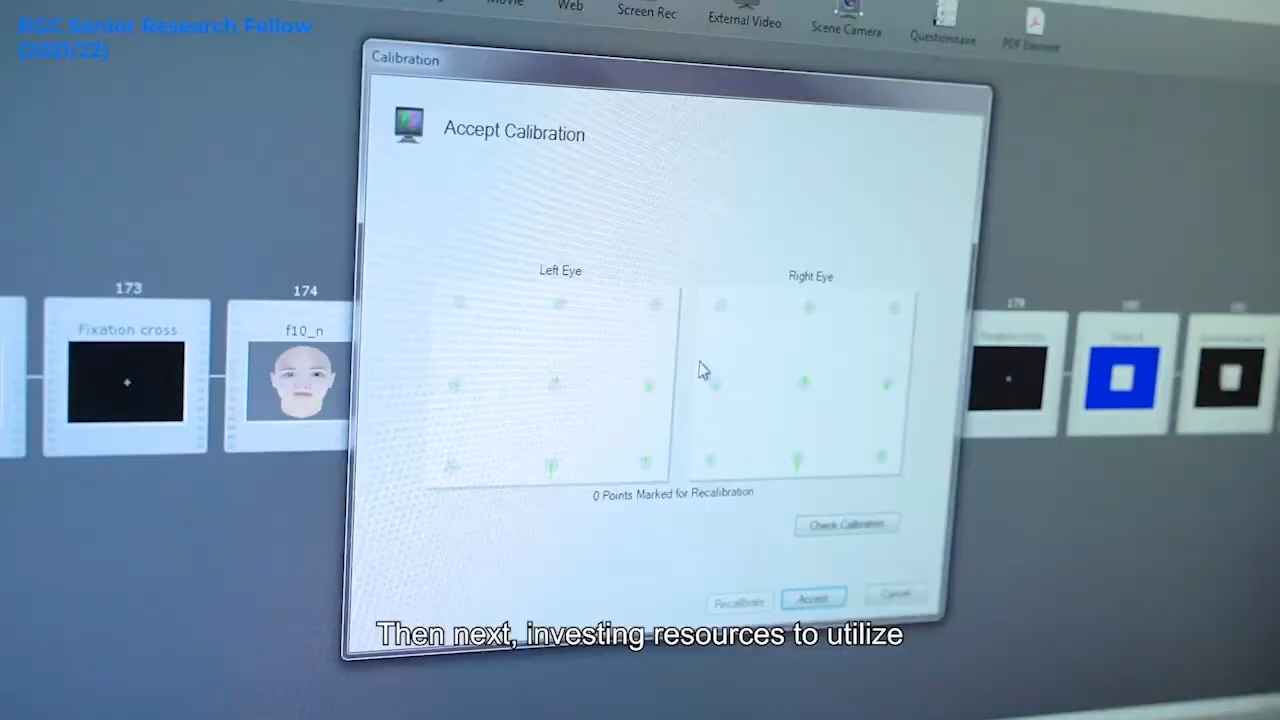 RGC Senior Research Fellow
(2021/22)
Movie
Web
Screen Rec
External Video
Scene Camera
Questionnaire
PDF Element
Calibration
Accept Calibration
Left Eye
Right Eye
173
Fixation cross
174
f10_n
179
0 Points Marked for Recalibration
Check Calibration
Recalibrate
Accept
Cancel
Then next, investing resources to utilize